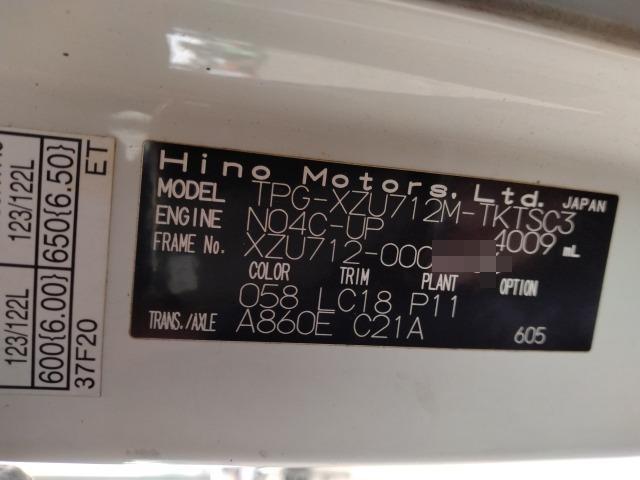 Hino Motors, Ltd. JAPAN
MODEL TPG-XZU712M-TKTSC3
ENGINE N04C-UP 4009 mL
FRAME No. XZU712-000
COLOR TRIM PLANT OPTION
058 LC18 P11
TRANS./AXLE A860E C21A 605
123/122L 123/122L
600{6.00} 650{6.50}
37F20 ET